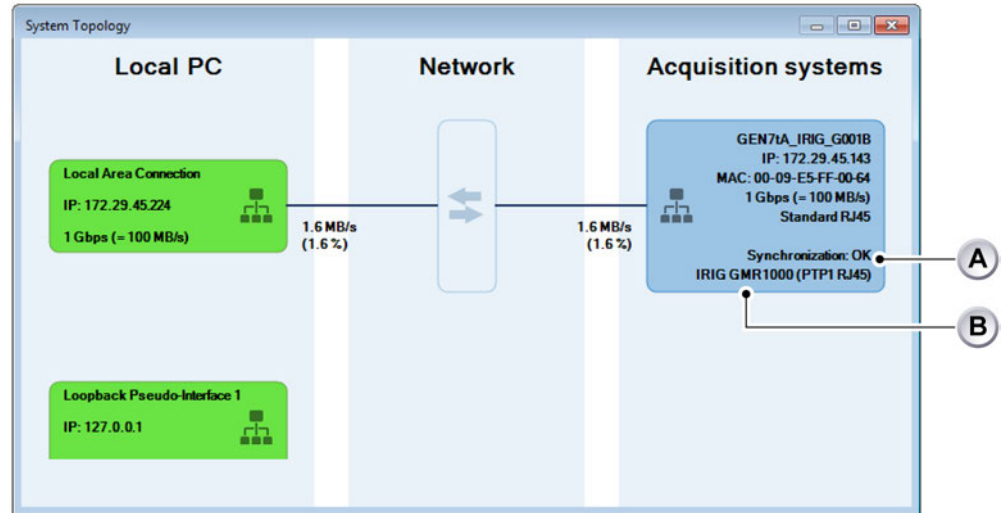 System Topology
Local PC
Network
Acquisition systems
Local Area Connection
IP: 172.29.45.224
1 Gbps (= 100 MB/s)
1.6 MB/s
(1.6 %)
1.6 MB/s
(1.6 %)
GEN7tA_IRIG_G001B
IP: 172.29.45.143
MAC: 00-09-E5-FF-00-64
1 Gbps (= 100 MB/s)
Standard RJ45
Synchronization: OK
IRIG GMR1000 (PTP1 RJ45)
A
B
Loopback Pseudo-Interface 1
IP: 127.0.0.1